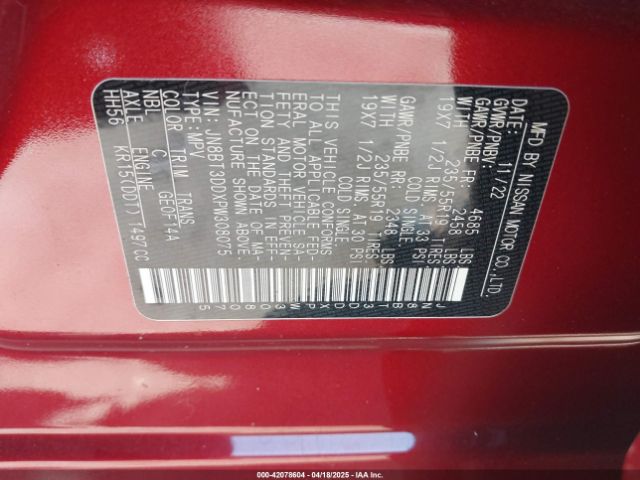 MFD BY NISSAN MOTOR CO.,LTD.
DATE: 11/22
GVWR/PNBV: 4685 LBS
GAWR/PNBE FR: 2458 LBS
WITH 235/55R19 TIRES
19X7 1/2J RIMS, AT 33 PSI
COLD SINGLE
GAWR/PNBE RR: 2346 LBS
WITH 235/55R19 TIRES
19X7 1/2J RIMS, AT 30 PSI
COLD SINGLE
THIS VEHICLE CONFORMS
TO ALL APPLICABLE FED-
ERAL MOTOR VEHICLE SA-
FETY AND THEFT PREVEN-
TION STANDARDS IN EFF-
ECT ON THE DATE OF MA-
NUFACTURE SHOWN ABOVE.
VIN: JN8BT3DDXPW308075
TYPE:MPV
COLOR TRIM TRANS
NBL C GE0F14A
AXLE ENGINE
HH56 KR15(DDT) 1497CC
JN8BT3DDXPW308075
000-42078604 - 04/18/2025 - IAA Inc.